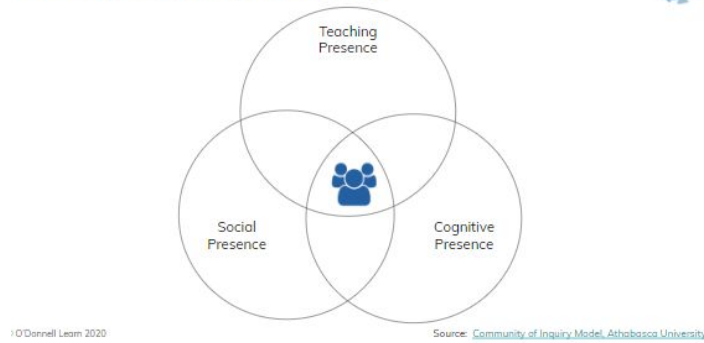 Teaching
Presence
Social
Presence
Cognitive
Presence
O'Donnell Learn 2020
Source: Community of Inquiry Model, Athabasca University